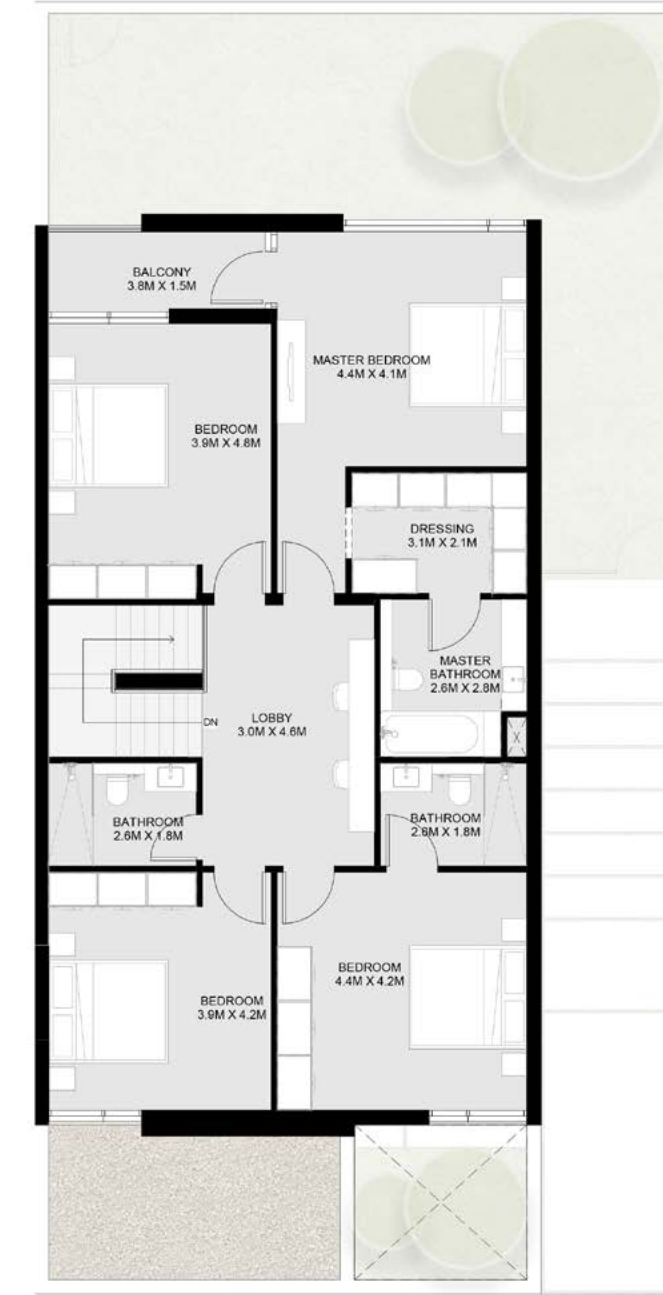 BALCONY
3.8M X 1.5M
MASTER BEDROOM
4.4M X 4.1M
BEDROOM
3.9M X 4.8M
DRESSING
3.1M X 2.1M
MASTER
BATHROOM
2.6M X 2.8M
LOBBY
3.0M X 4.6M
DN
BATHROOM
2.6M X 1.8M
BATHROOM
2.6M X 1.8M
BEDROOM
4.4M X 4.2M
BEDROOM
3.9M X 4.2M